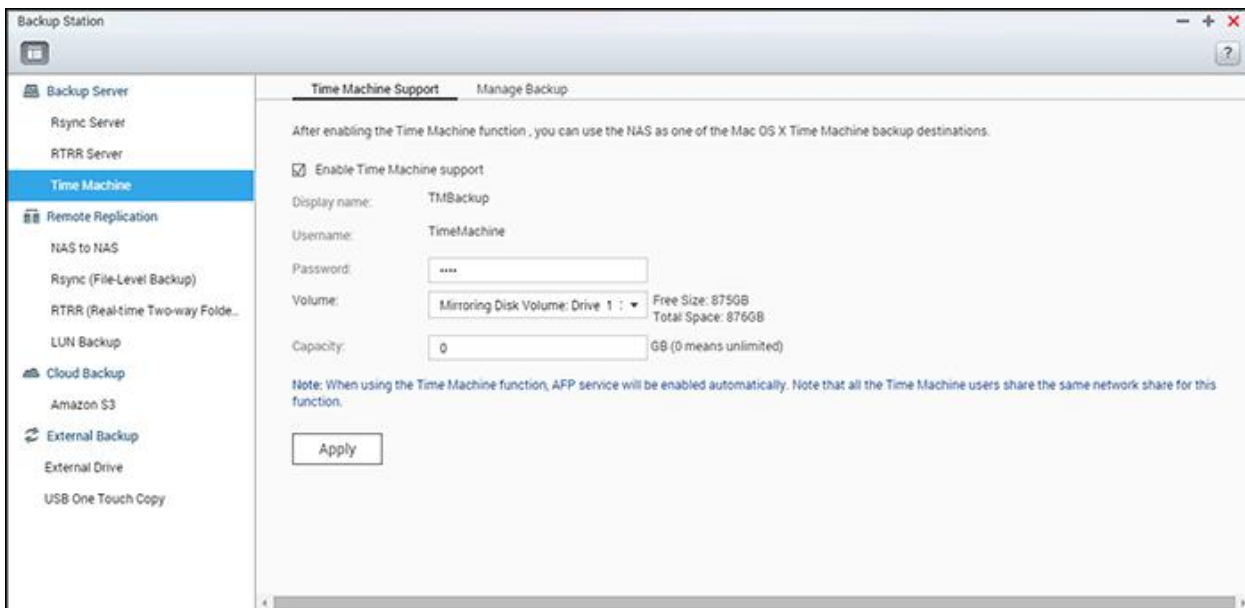 Backup Station
Backup Server
Rsync Server
RTRR Server
Time Machine
Remote Replication
NAS to NAS
Rsync (File-Level Backup)
RTRR (Real-time Two-way Folde...
LUN Backup
Cloud Backup
Amazon S3
External Backup
External Drive
USB One Touch Copy
Time Machine Support
Manage Backup
After enabling the Time Machine function , you can use the NAS as one of the Mac OS X Time Machine backup destinations.
Enable Time Machine support
Display name: TMBackup
Username: TimeMachine
Password: ••••
Volume: Mirroring Disk Volume: Drive 1 Free Size: 875GB
Total Space: 876GB
Capacity: 0 GB (0 means unlimited)
Note: When using the Time Machine function, AFP service will be enabled automatically. Note that all the Time Machine users share the same network share for this
function.
Apply